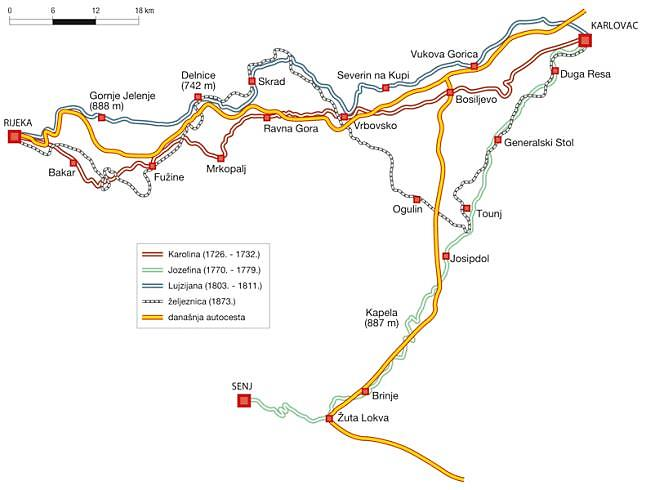 0 6 12 18 km
KARLOVAC
Vukova Gorica
Duga Resa
Delnice
(742 m)
Skrad
Severin na Kupi
Gornje Jelenje
(888 m)
Bosiljevo
RIJEKA
Ravna Gora
Vrbovsko
Generalski Stol
Bakar
Fužine
Mrkopalj
Ogulin
Tounj
Karolina (1726. - 1732.)
Jozefina (1770. - 1779.)
Lujzijana (1803. - 1811.)
željeznica (1873.)
današnja autocesta
Josipdol
Kapela
(887 m)
SENJ
Brinje
Žuta Lokva